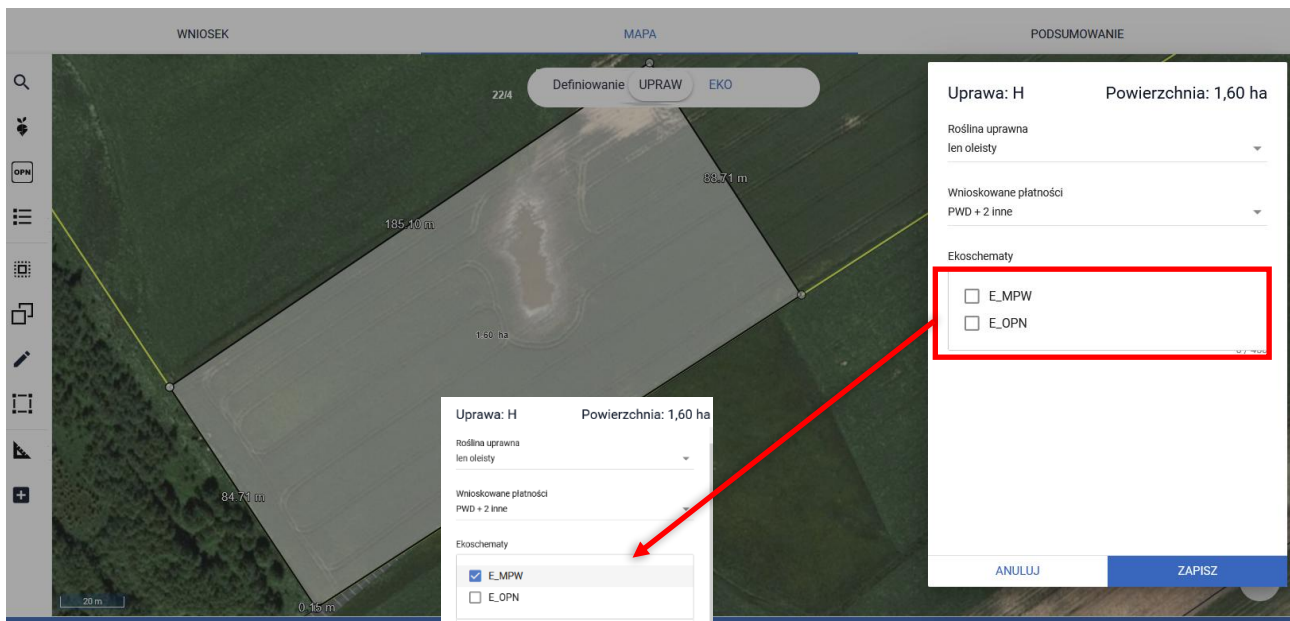 WNIOSEK
MAPA
PODSUMOWANIE
Definiowanie UPRAW EKO
22/4
OPN
88.71 m
185.10 m
1.60 ha
84.71 m
20 m
0.15 m
Uprawa: H Powierzchnia: 1,60 ha
Roślina uprawna
len oleisty
Wnioskowane płatności
PWD + 2 inne
Ekoschematy
E_MPW
E_OPN
ANULUJ ZAPISZ
Uprawa: H Powierzchnia: 1,60 ha
Roślina uprawna
len oleisty
Wnioskowane płatności
PWD + 2 inne
Ekoschematy
E_MPW
E_OPN